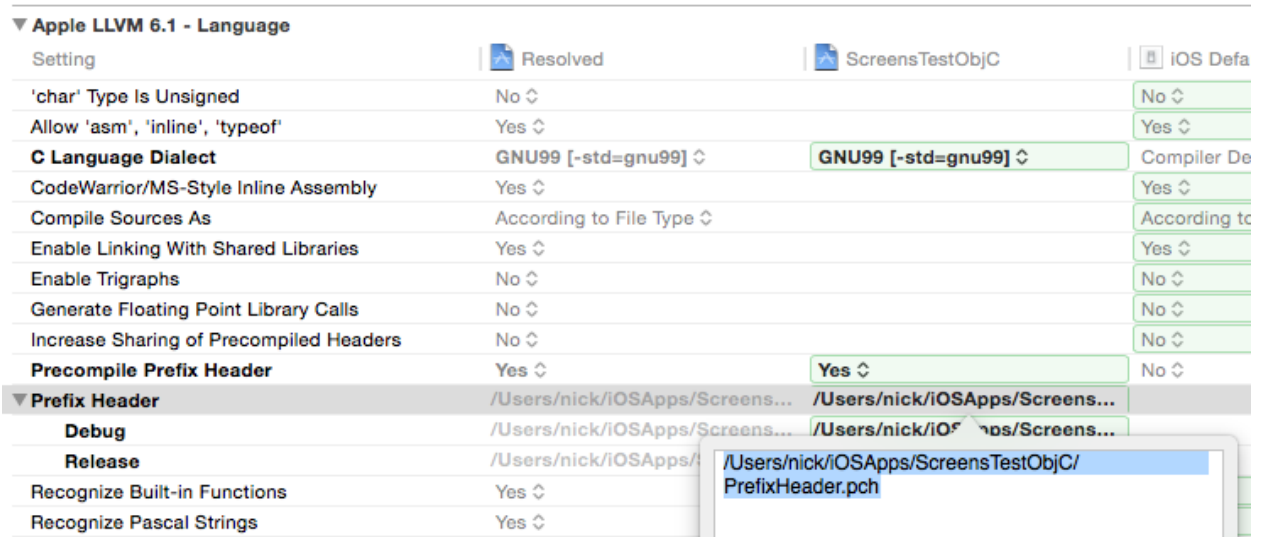 Apple LLVM 6.1 - Language
Setting Resolved ScreensTestObjC iOS Defa
'char' Type Is Unsigned No No
Allow 'asm', 'inline', 'typeof' Yes Yes
C Language Dialect GNU99 [-std=gnu99] GNU99 [-std=gnu99] Compiler De
CodeWarrior/MS-Style Inline Assembly Yes Yes
Compile Sources As According to File Type According to
Enable Linking With Shared Libraries Yes Yes
Enable Trigraphs No No
Generate Floating Point Library Calls No No
Increase Sharing of Precompiled Headers No No
Precompile Prefix Header Yes Yes No
Prefix Header /Users/nick/iOSApps/Screens... /Users/nick/iOSApps/Screens...
Debug /Users/nick/iOSApps/Screens... /Users/nick/iOSApps/Screens...
Release /Users/nick/iOSApps/
/Users/nick/iOSApps/ScreensTestObjC/
PrefixHeader.pch
Recognize Built-in Functions Yes
Recognize Pascal Strings Yes